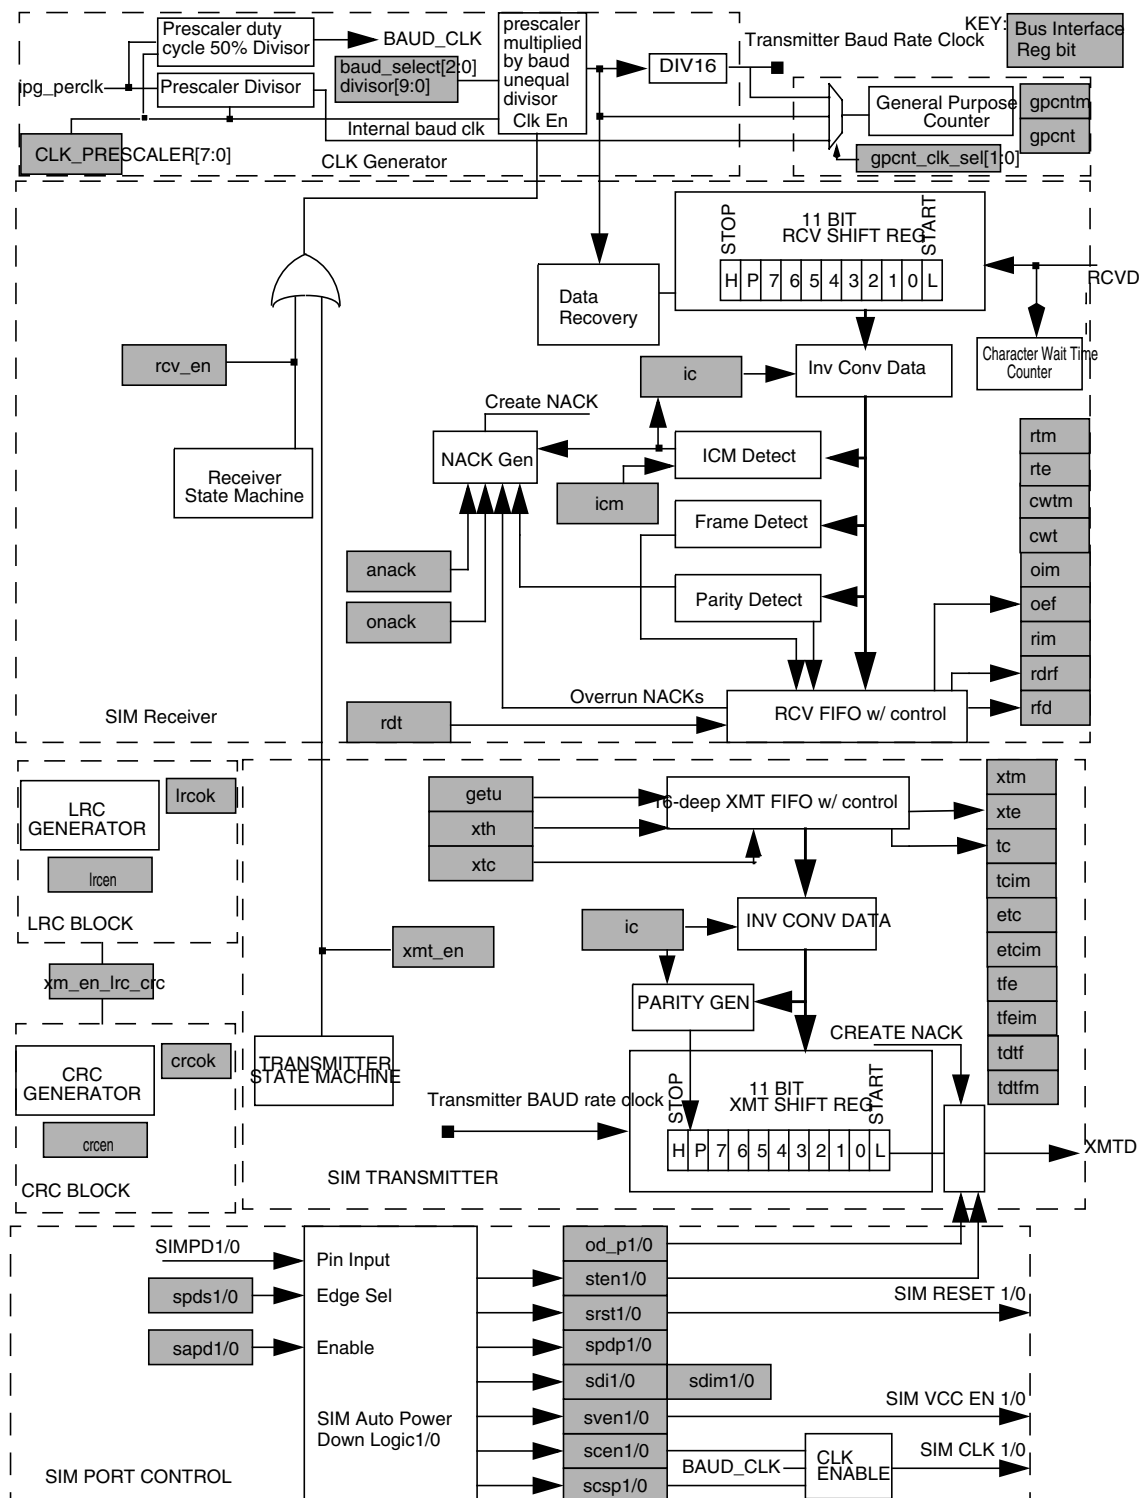 Prescaler duty
cycle 50% Divisor
BAUD_CLK
prescaler
multiplied
by baud
unequal
divisor
Clk En
KEY:
Bus Interface
Reg bit
Transmitter Baud Rate Clock
ipg_perclk
Prescaler Divisor
baud_select[2:0]
divisor[9:0]
DIV16
General Purpose
Counter
gpcntm
gpcnt
Internal baud clk
CLK_PRESCALER[7:0]
CLK Generator
gpcnt_clk_sel[1:0]
STOP
11 BIT
RCV SHIFT REG
START
H P 7 6 5 4 3 2 1 0 L
RCVD
Data
Recovery
Character Wait Time
Counter
rcv_en
ic
Inv Conv Data
Create NACK
NACK Gen
ICM Detect
rtm
rte
cwtm
cwt
oim
oef
rim
rdrf
rfd
Receiver
State Machine
icm
Frame Detect
anack
onack
Parity Detect
Overrun NACKs
rdt
RCV FIFO w/ control
SIM Receiver
LRC
GENERATOR
lrcok
lrcen
LRC BLOCK
getu
xth
xtc
16-deep XMT FIFO w/ control
xtm
xte
tc
tcim
etc
etcim
tfe
tfeim
tdtf
tdtfm
ic
INV CONV DATA
xmt_en
xm_en_lrc_crc
PARITY GEN
CREATE NACK
CRC
GENERATOR
crcok
crcen
CRC BLOCK
TRANSMITTER
STATE MACHINE
Transmitter BAUD rate clock
STOP
11 BIT
XMT SHIFT REG
START
H P 7 6 5 4 3 2 1 0 L
XMTD
SIM TRANSMITTER
SIMPD1/0
Pin Input
spds1/0
Edge Sel
sapd1/0
Enable
SIM Auto Power
Down Logic1/0
od_p1/0
sten1/0
srst1/0
SIM RESET 1/0
spdp1/0
sdi1/0
sdim1/0
sven1/0
SIM VCC EN 1/0
scen1/0
BAUD_CLK
CLK
ENABLE
SIM CLK 1/0
scsp1/0
SIM PORT CONTROL